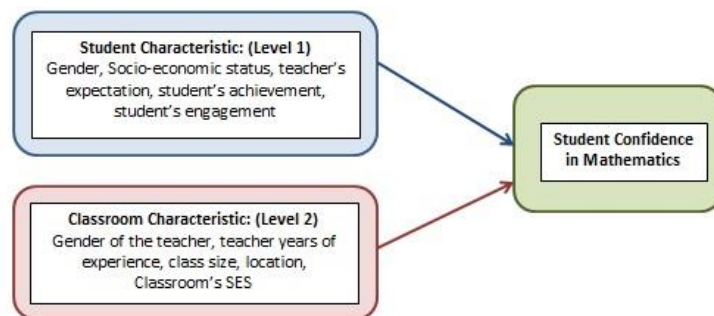 Student Characteristic: (Level 1)
Gender, Socio-economic status, teacher's
expectation, student's achievement,
student's engagement
Student Confidence
in Mathematics
Classroom Characteristic: (Level 2)
Gender of the teacher, teacher years of
experience, class size, location,
Classroom's SES